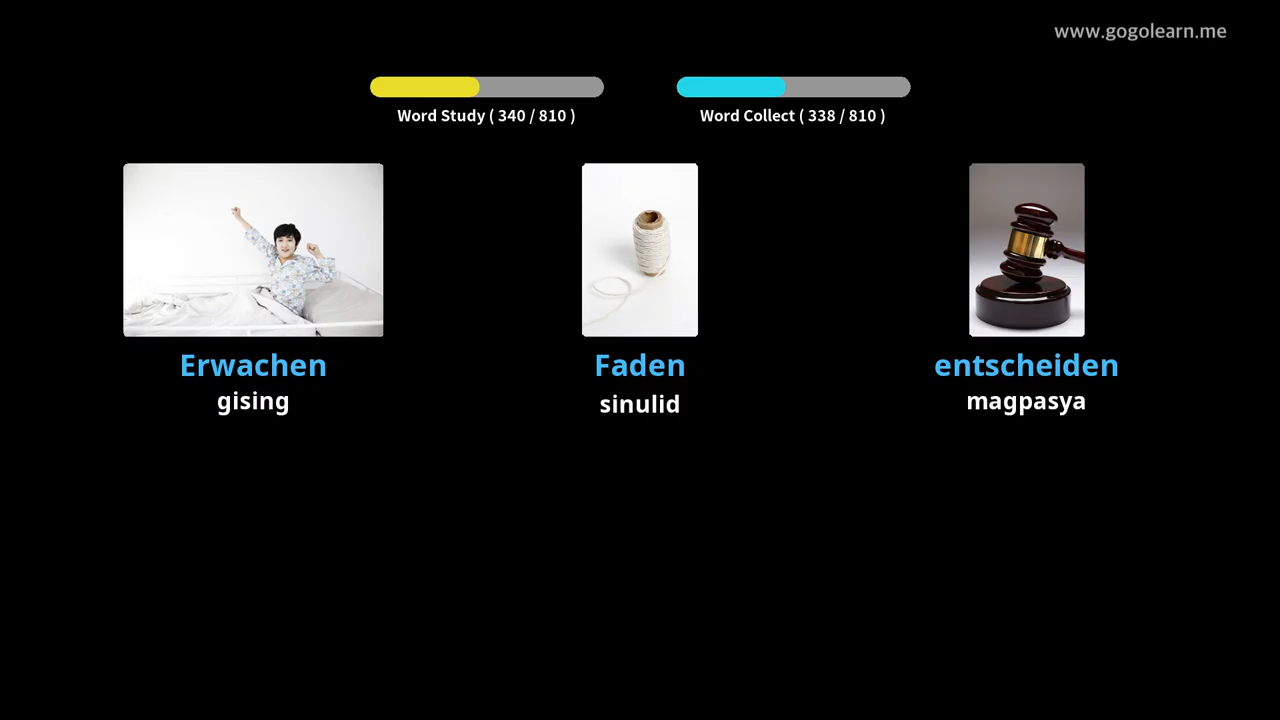 www.gogolearn.me
Word Study ( 340 / 810 )
Word Collect ( 338 / 810 )
Erwachen
gising
Faden
sinulid
entscheiden
magpasya